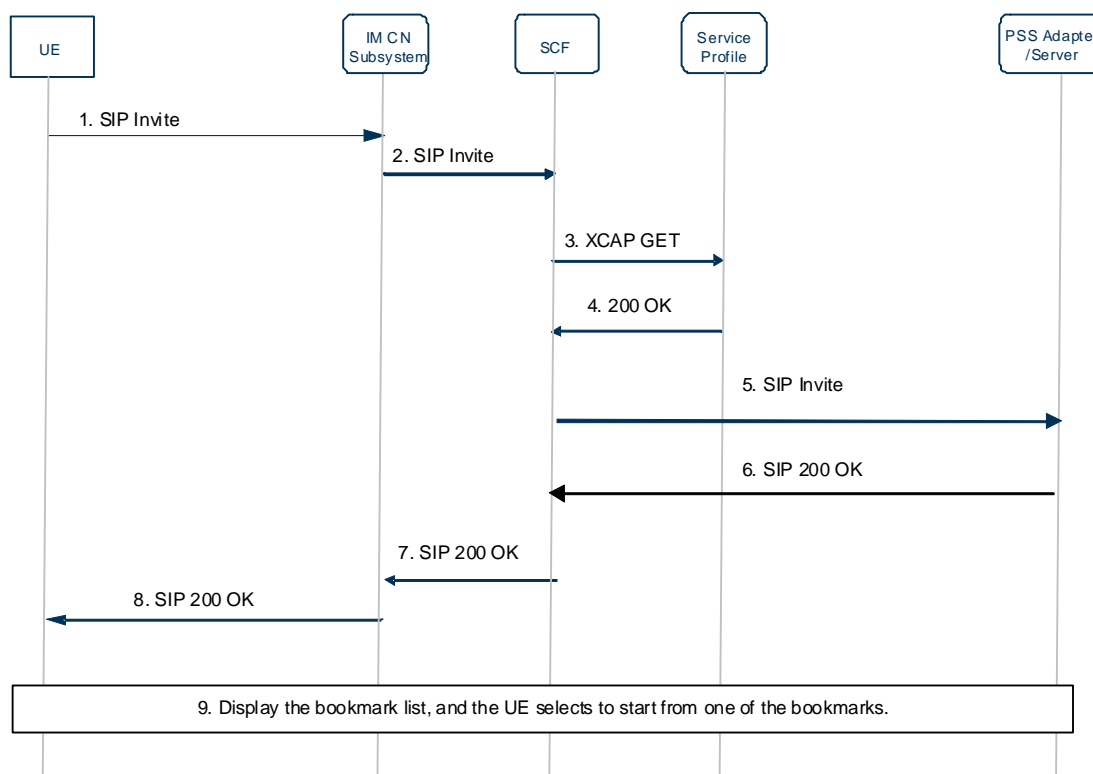 UE
IM CN
Subsystem
SCF
Service
Profile
PSS Adapte
/Server
1. SIP Invite
2. SIP Invite
3. XCAP GET
4. 200 OK
5. SIP Invite
6. SIP 200 OK
7. SIP 200 OK
8. SIP 200 OK
9. Display the bookmark list, and the UE selects to start from one of the bookmarks.